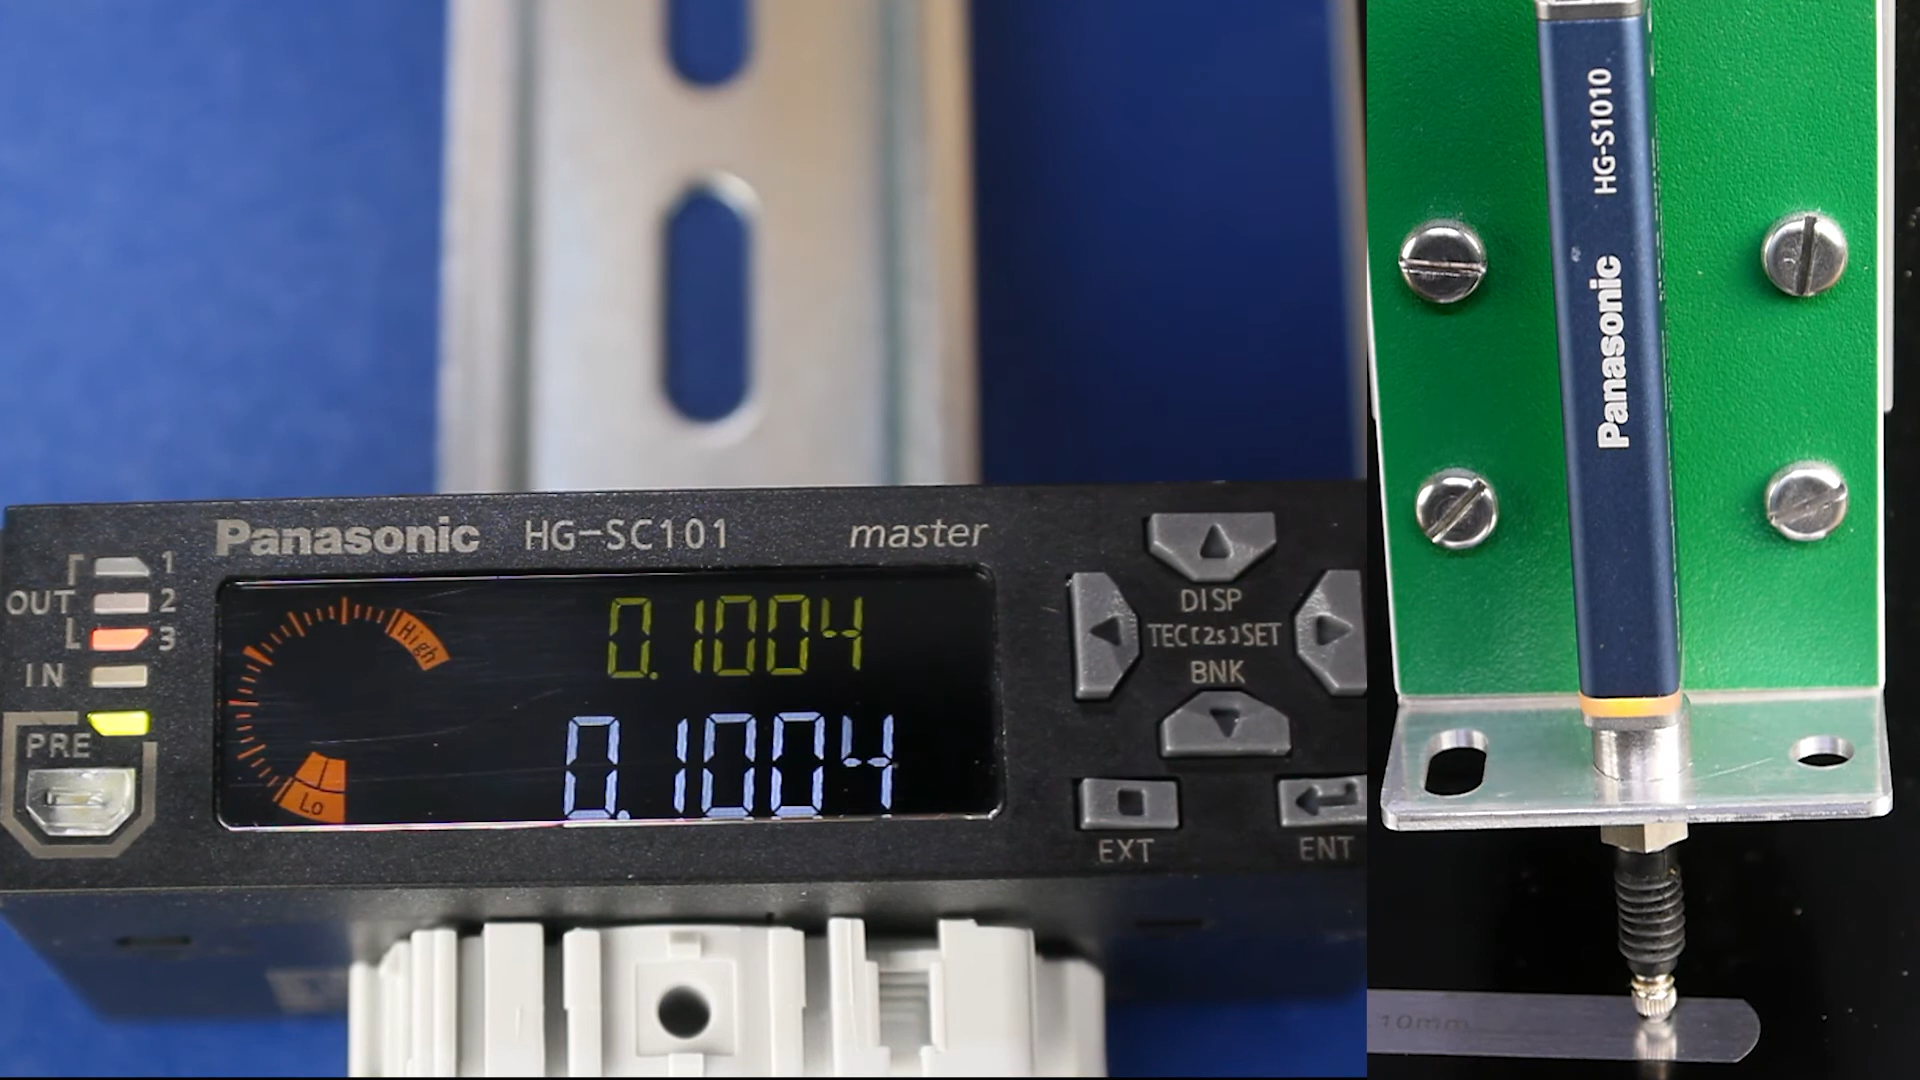 Panasonic HG-SC101 master
OUT
1
2
3
IN
PRE
High
Lo
0.1004
0.1004
DISP
TEC[2s]SET
BNK
EXT
ENT
Panasonic HG-S1010
10mm